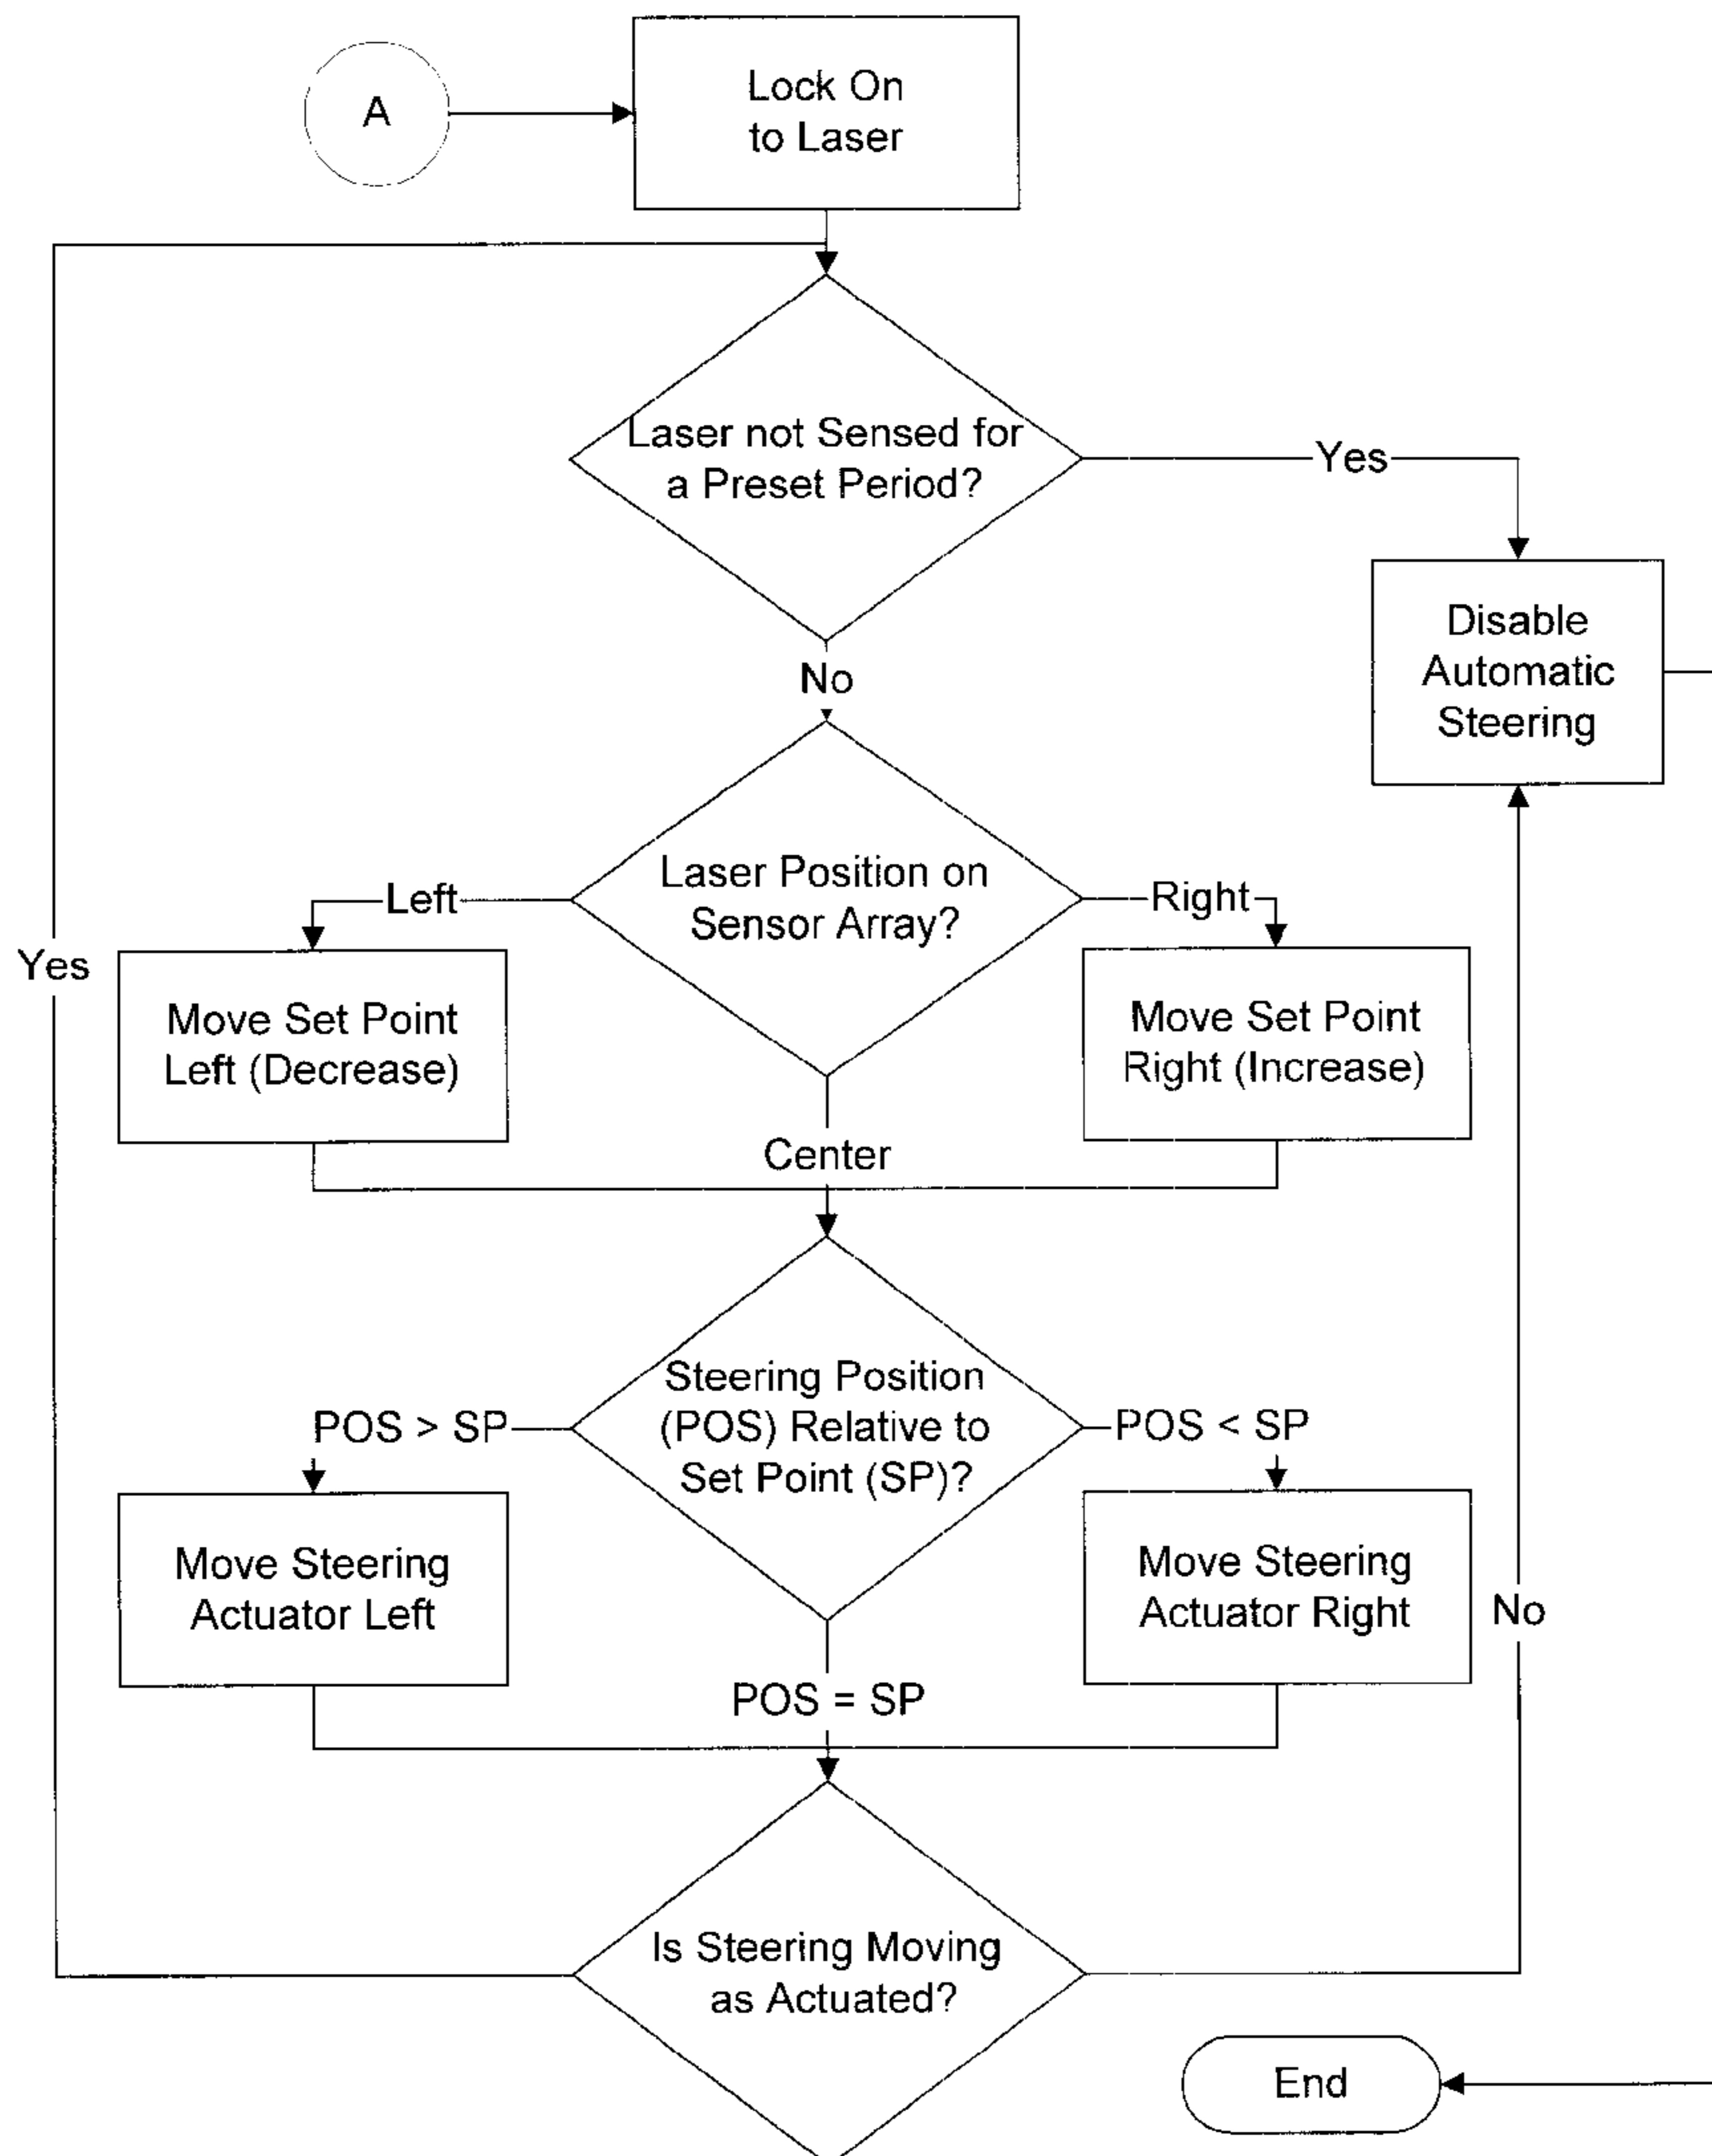 A
Lock On
to Laser
Laser not Sensed for
a Preset Period?
Yes
No
Disable
Automatic
Steering
Laser Position on
Sensor Array?
Left
Right
Yes
Move Set Point
Left (Decrease)
Move Set Point
Right (Increase)
Center
Steering Position
(POS) Relative to
Set Point (SP)?
POS > SP
POS < SP
Move Steering
Actuator Left
Move Steering
Actuator Right
No
POS = SP
Is Steering Moving
as Actuated?
End